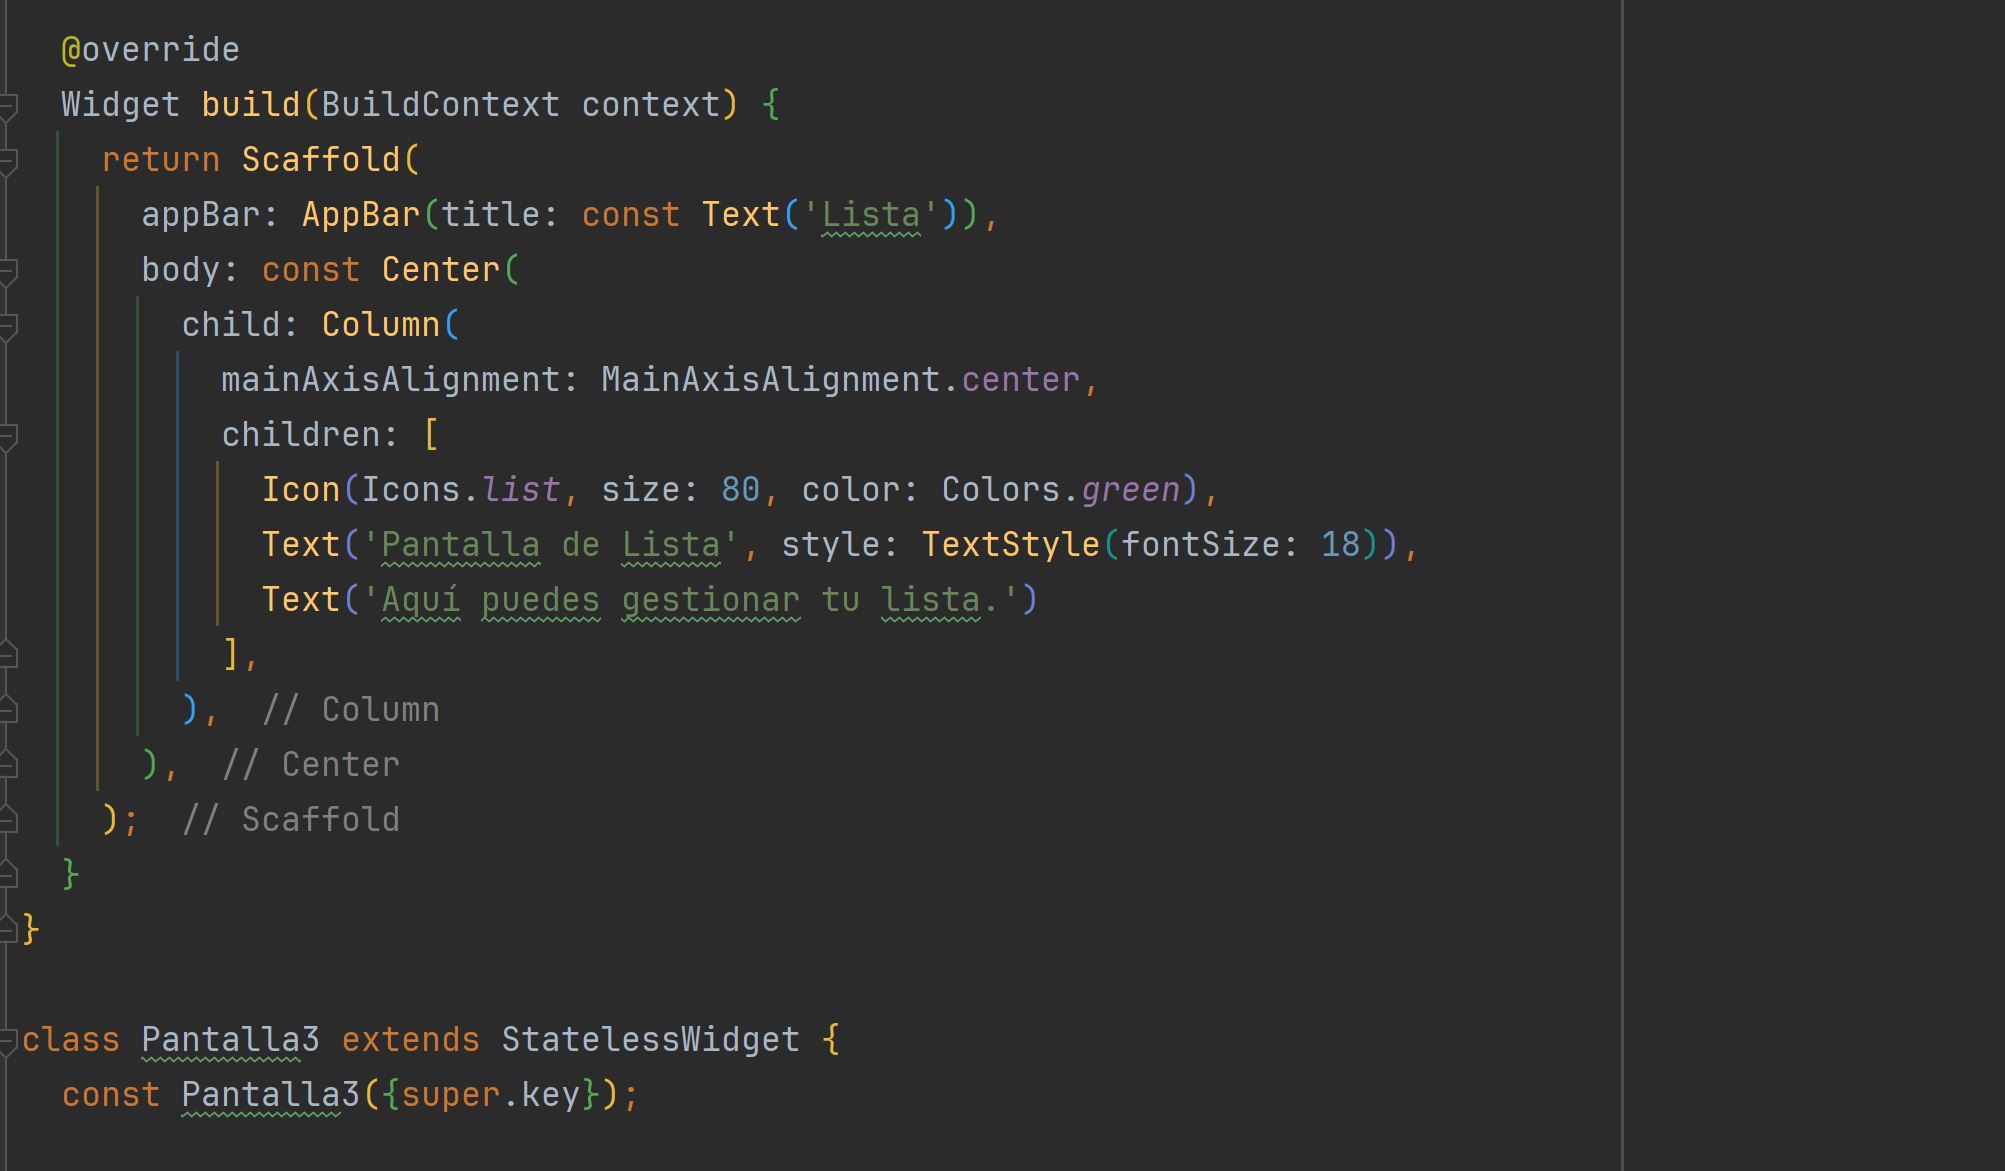 @override
Widget build(BuildContext context) {
return Scaffold(
appBar: AppBar(title: const Text('Lista')),
body: const Center(
child: Column(
mainAxisAlignment: MainAxisAlignment.center,
children: [
Icon(Icons.list, size: 80, color: Colors.green),
Text('Pantalla de Lista', style: TextStyle(fontSize: 18)),
Text('Aquí puedes gestionar tu lista.')
],
), // Column
), // Center
); // Scaffold
}
}
class Pantalla3 extends StatelessWidget {
const Pantalla3({super.key});